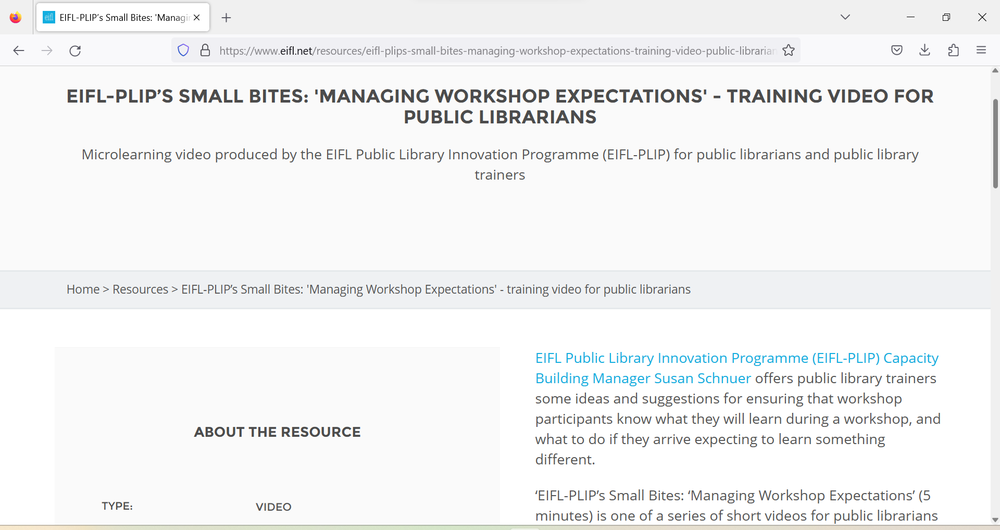 eifl
EIFL-PLIP’s Small Bites: 'Managin
https://www.eifl.net/resources/eifl-plips-small-bites-managing-workshop-expectations-training-video-public-librarian
EIFL-PLIP’S SMALL BITES: 'MANAGING WORKSHOP EXPECTATIONS' - TRAINING VIDEO FOR
PUBLIC LIBRARIANS
Microlearning video produced by the EIFL Public Library Innovation Programme (EIFL-PLIP) for public librarians and public library
trainers
Home > Resources > EIFL-PLIP’s Small Bites: 'Managing Workshop Expectations' - training video for public librarians
ABOUT THE RESOURCE
TYPE:
VIDEO
EIFL Public Library Innovation Programme (EIFL-PLIP) Capacity
Building Manager Susan Schnuer offers public library trainers
some ideas and suggestions for ensuring that workshop
participants know what they will learn during a workshop, and
what to do if they arrive expecting to learn something
different.
‘EIFL-PLIP’s Small Bites: ‘Managing Workshop Expectations’ (5
minutes) is one of a series of short videos for public librarians